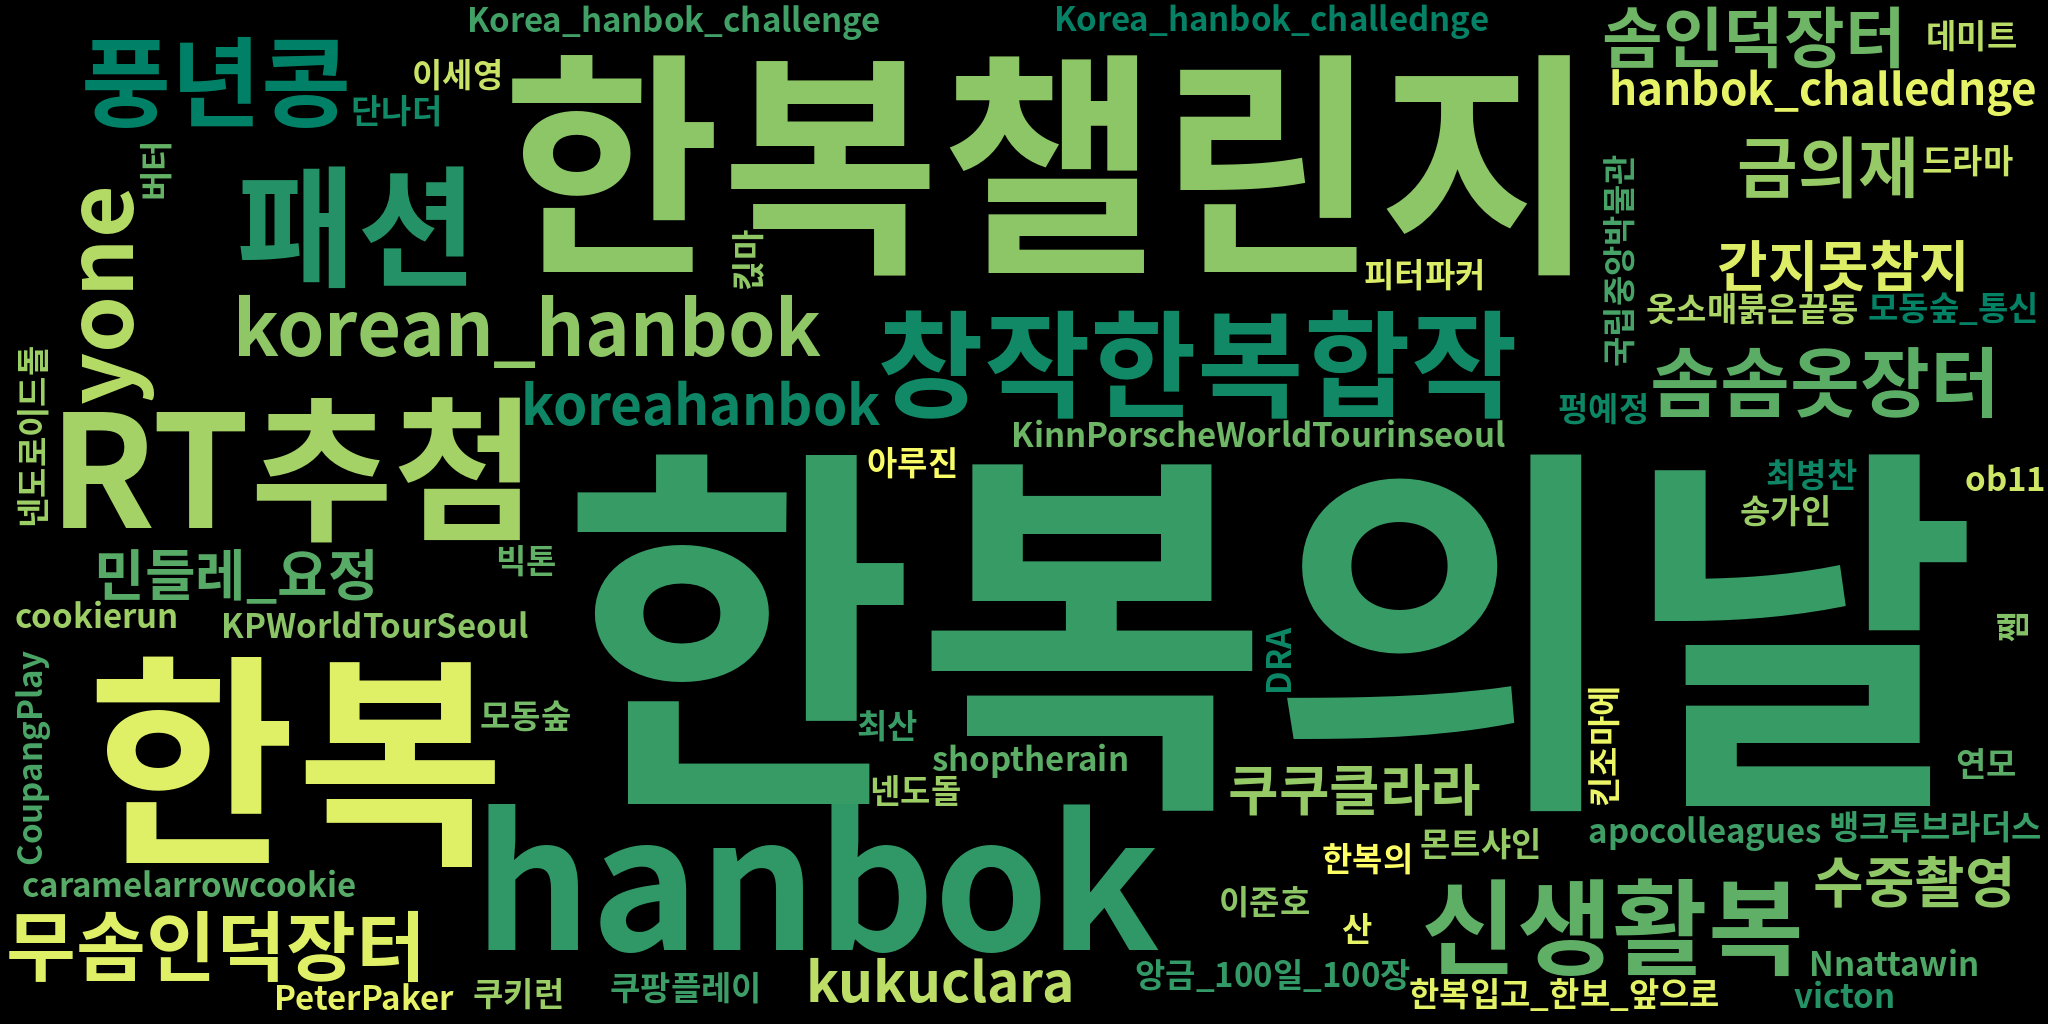 Korea_hanbok_challenge
Korea_hanbok_challednge
솜인덕장터
데미트
풍년콩
이세영
단나더
한복챌린지
hanbok_challednge
버터
패션
금의재
드라마
국립중앙박물관
yone
킧마
피터파커
간지못참지
옷소매붉은끝동
모동숲_통신
korean_hanbok
창작한복합작
koreahanbok
솜솜옷장터
넨도로이드돌
RT추첨
KinnPorscheWorldTourinseoul
평예정
아루진
한복의날
최병찬
ob11
송가인
민들레_요정
빅톤
cookierun
KPWorldTourSeoul
DRA
쩜
CoupangPlay
한복
모동숲
최산
shoptherain
넨도돌
쿠쿠클라라
킨조마에
연모
hanbok
apocolleagues
뱅크투브라더스
한복의
몬트샤인
caramelarrowcookie
이준호
산
신생활복
수중촬영
무솜인덕장터
PeterPaker
쿠키런
쿠팡플레이
kukuclara
앙금_100일_100장
한복입고_한보_앞으로
Nnattawin
victon